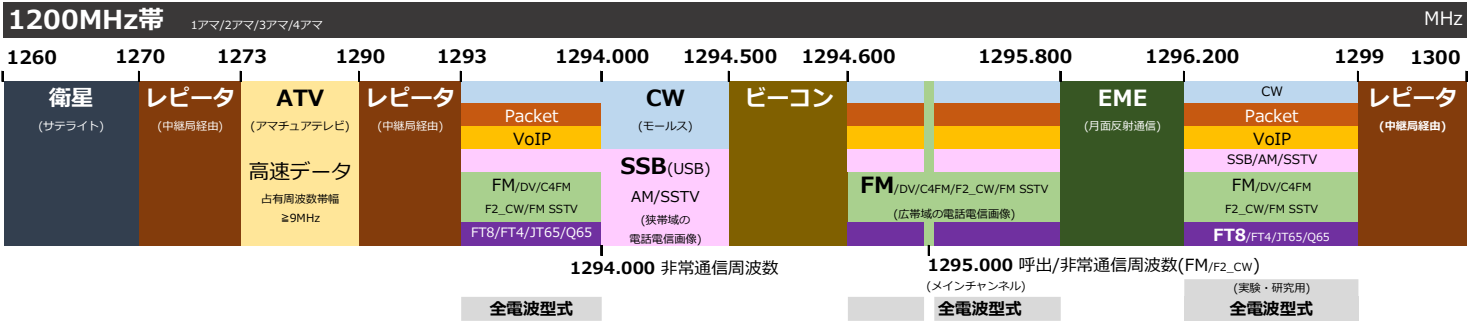 1200MHz帯 1アマ/2アマ/3アマ/4アマ MHz
1260 1270 1273 1290 1293 1294.000 1294.500 1294.600 1295.800 1296.200 1299 1300
衛星
(サテライト)
レピータ
(中継局経由)
ATV
(アマチュアテレビ)
高速データ
占有周波数帯幅
≧9MHz
レピータ
(中継局経由)
Packet
VoIP
FM/DV/C4FM
F2_CW/FM SSTV
FT8/FT4/JT65/Q65
CW
(モールス)
SSB(USB)
AM/SSTV
(狭帯域の
電話電信画像)
ビーコン
FM/DV/C4FM/F2_CW/FM SSTV
(広帯域の電話電信画像)
EME
(月面反射通信)
CW
Packet
VoIP
SSB/AM/SSTV
FM/DV/C4FM
F2_CW/FM SSTV
FT8/FT4/JT65/Q65
レピータ
(中継局経由)
1294.000 非常通信周波数
1295.000 呼出/非常通信周波数(FM/F2_CW)
(メインチャンネル)
(実験・研究用)
全電波型式
全電波型式
全電波型式